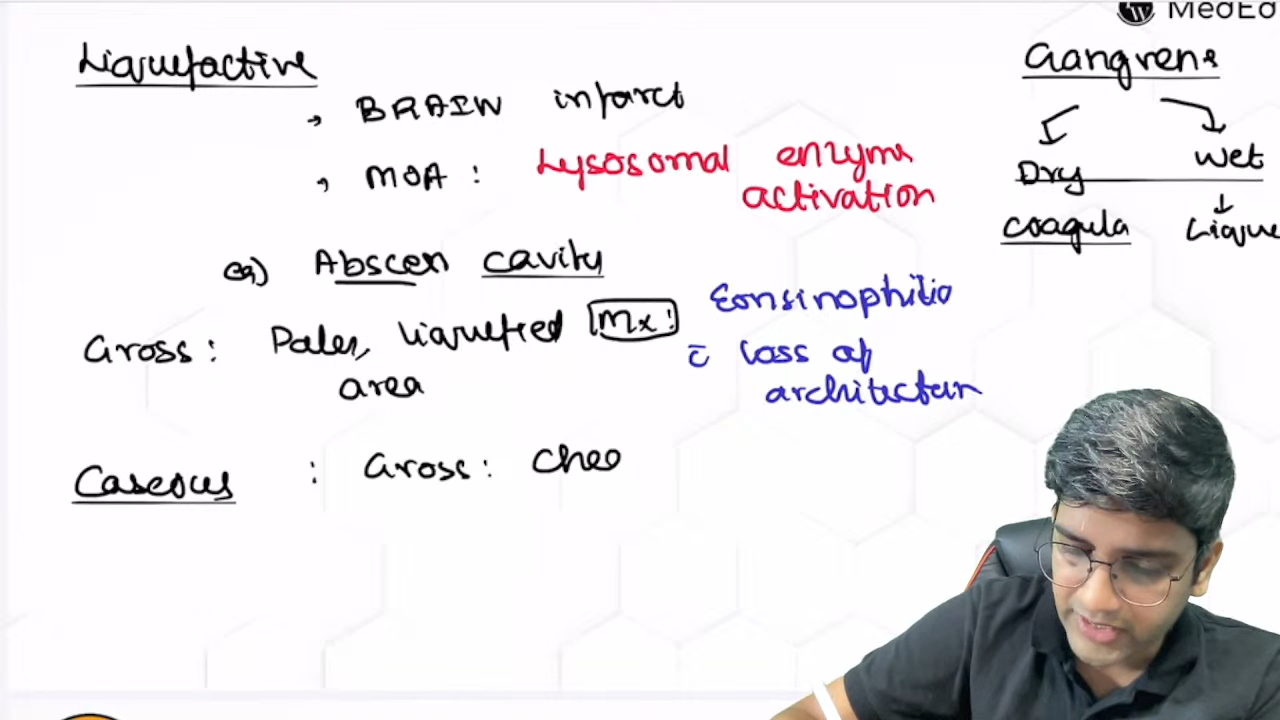 MedEd
Liquefactive
→ BRAIN infarct
→ MOA : Lysosomal enzyme
activation
eg) Abscess cavity
Gross : Pale, liquefied area
Mx :
Eonsinophilic
c̄ loss of
architecture
Caseous : Gross : Chee
Gangrene
Dry Wet
Coagula Lique